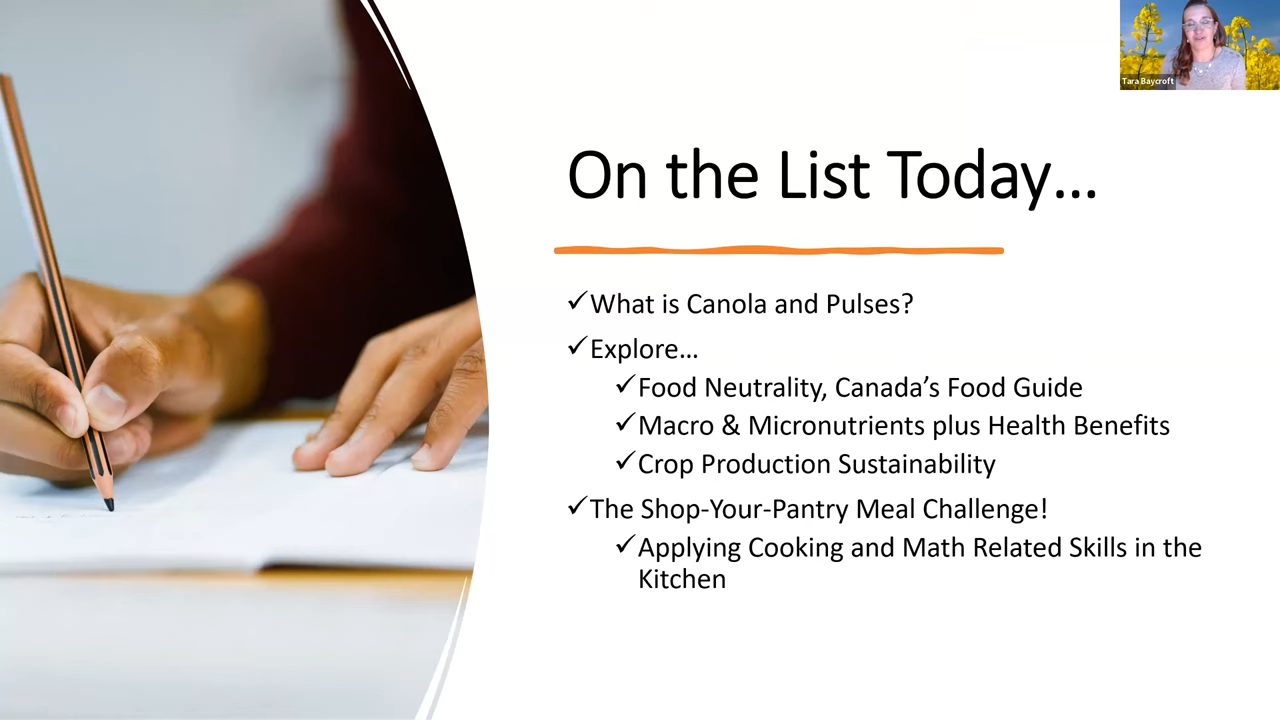 Tara Baycroft
On the List Today...
✓What is Canola and Pulses?
✓Explore...
✓Food Neutrality, Canada’s Food Guide
✓Macro & Micronutrients plus Health Benefits
✓Crop Production Sustainability
✓The Shop-Your-Pantry Meal Challenge!
✓Applying Cooking and Math Related Skills in the
Kitchen